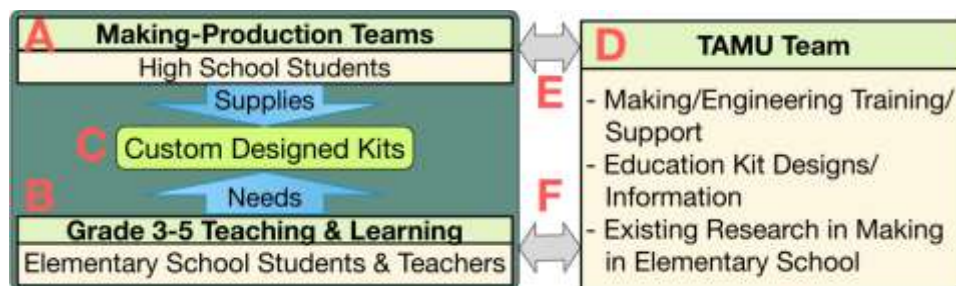 A
Making-Production Teams
High School Students
Supplies
C
Custom Designed Kits
Needs
B
Grade 3-5 Teaching & Learning
Elementary School Students & Teachers
E
F
D
TAMU Team
- Making/Engineering Training/
Support
- Education Kit Designs/
Information
- Existing Research in Making
in Elementary School